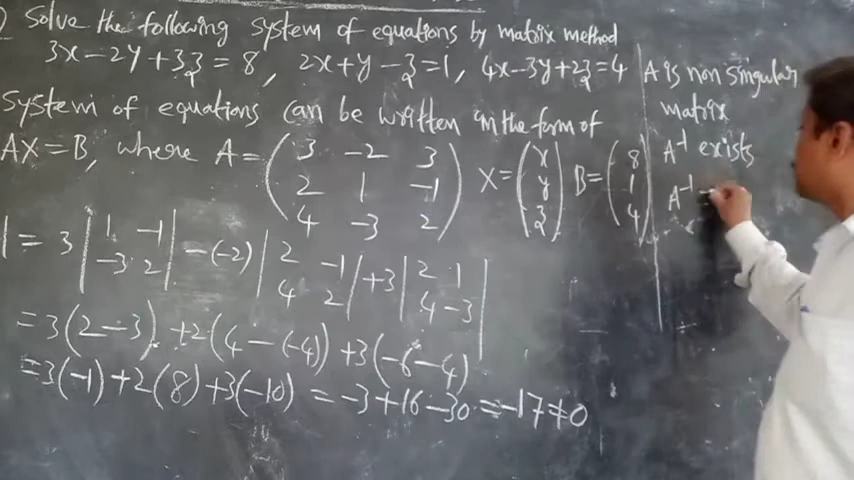 ) Solve the following system of equations by matrix method
3x-2y+3z=8, 2x+y-z=1, 4x-3y+2z=4
System of equations can be written in the form of
AX=B, where A=(3 -2 3
2 1 -1
4 -3 2) X=(x
y
z) B=(8
1
4)
|= 3|1 -1
-3 2| -(-2)|2 -1
4 2| +3|2 1
4 -3|
=3(2-3)+2(4-(-4))+3(-6-4)
=3(-1)+2(8)+3(-10)=-3+16-30=-17≠0
A is non singular
matrix
A⁻¹ exists
A⁻¹